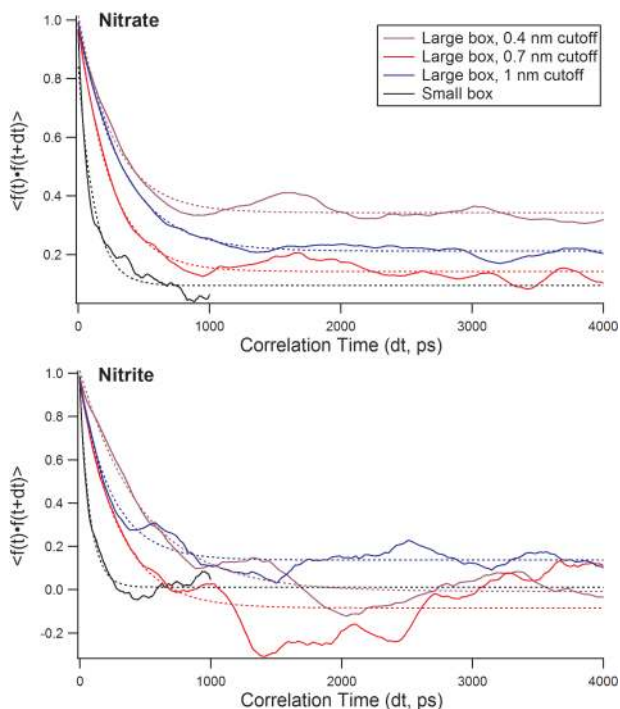 Nitrate
Large box, 0.4 nm cutoff
Large box, 0.7 nm cutoff
Large box, 1 nm cutoff
Small box
<f(t)•f(t+dt)>
1.0
0.8
0.6
0.4
0.2
0
1000
2000
3000
4000
Correlation Time (dt, ps)
Nitrite
<f(t)•f(t+dt)>
1.0
0.8
0.6
0.4
0.2
0.0
-0.2
0
1000
2000
3000
4000
Correlation Time (dt, ps)